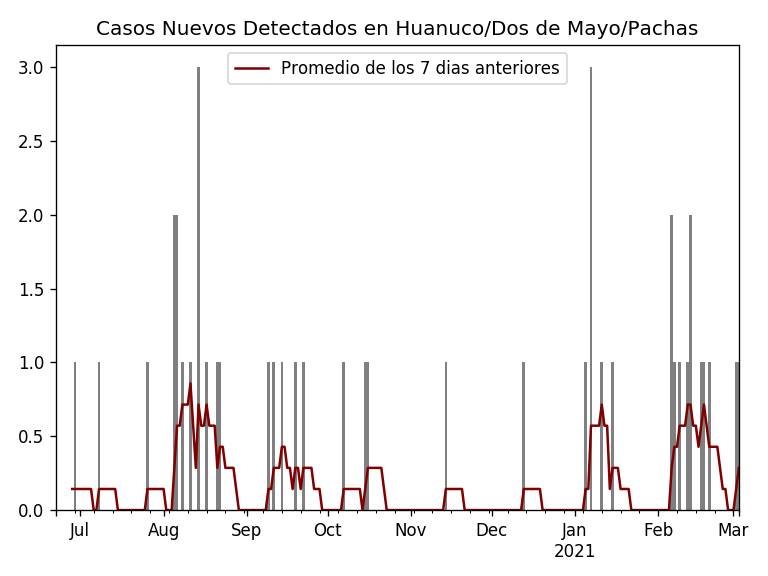 Casos Nuevos Detectados en Huanuco/Dos de Mayo/Pachas
Promedio de los 7 dias anteriores
3.0
2.5
2.0
1.5
1.0
0.5
0.0
Jul Aug Sep Oct Nov Dec Jan Feb Mar
2021